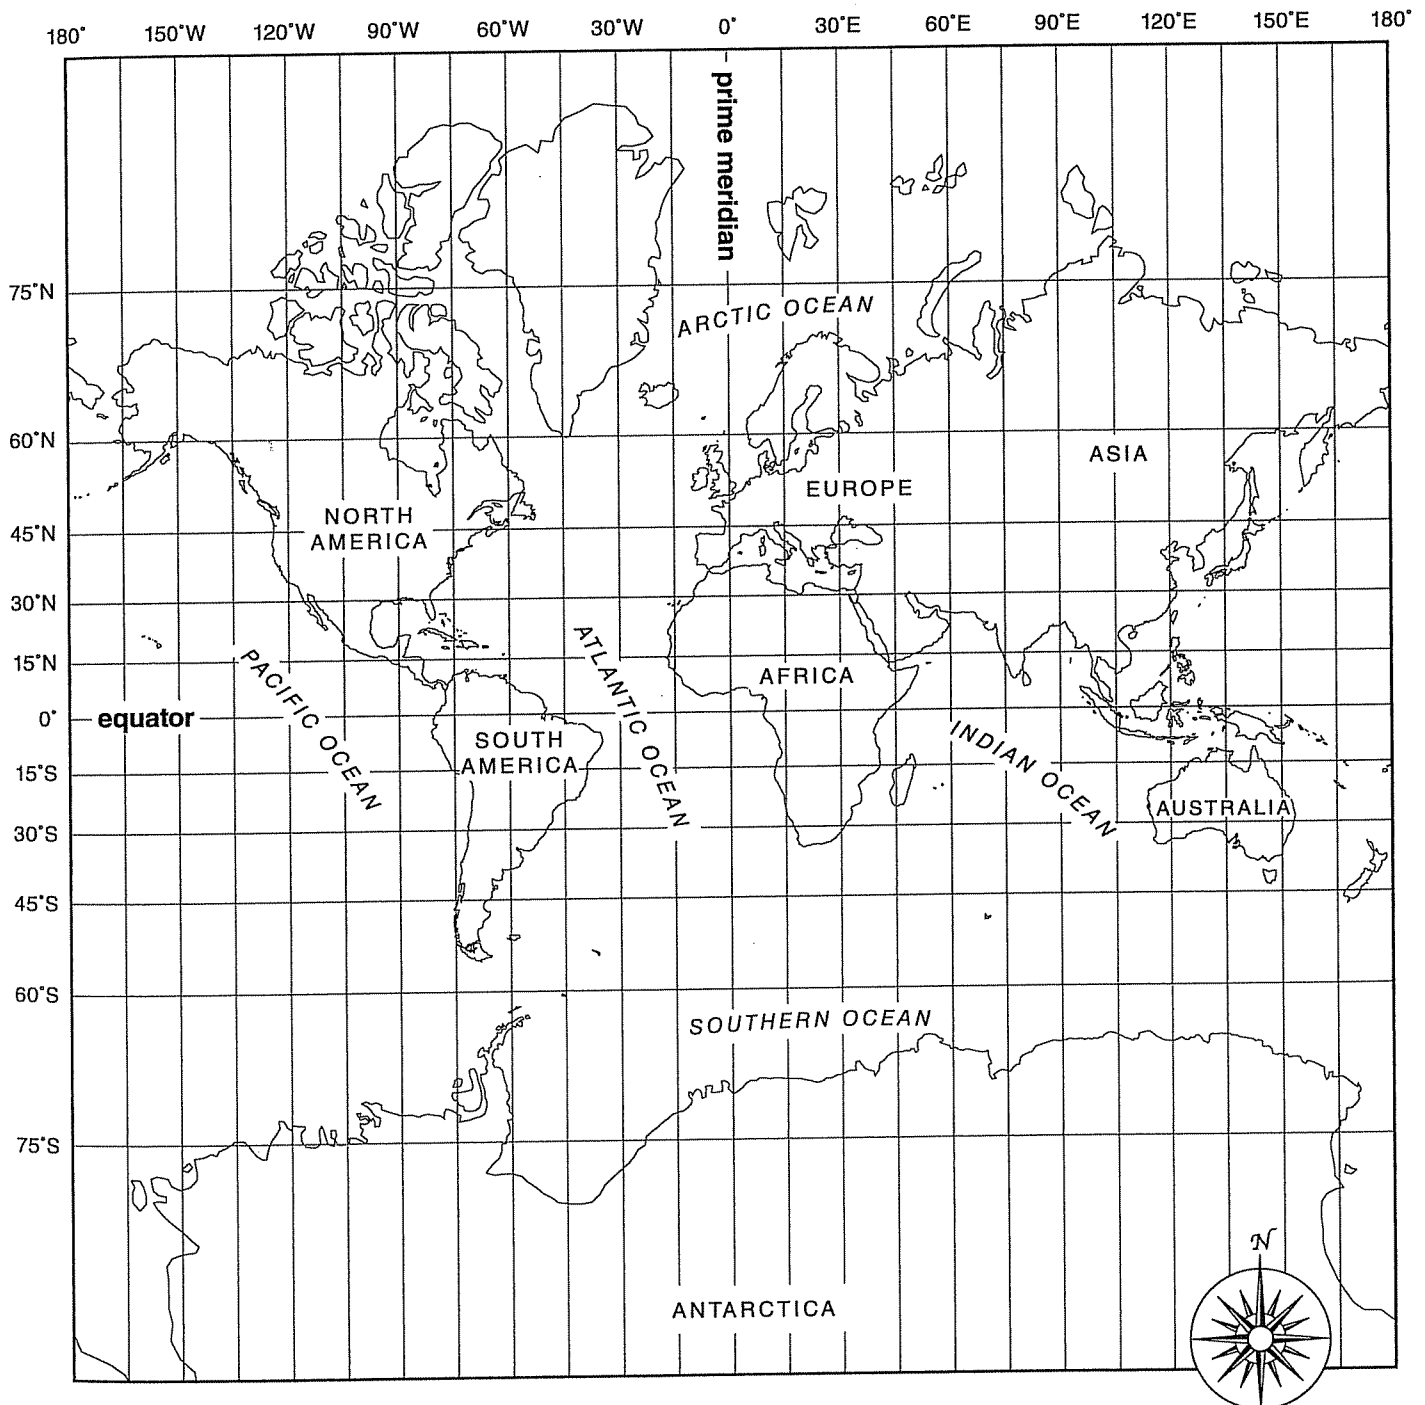 180˚ 150˚W 120˚W 90˚W 60˚W 30˚W 0˚ 30˚E 60˚E 90˚E 120˚E 150˚E 180˚
prime meridian
75˚N
ARCTIC OCEAN
60˚N
ASIA
EUROPE
NORTH
AMERICA
45˚N
30˚N
15˚N
PACIFIC OCEAN
ATLANTIC OCEAN
AFRICA
0˚ equator
SOUTH
AMERICA
INDIAN OCEAN
15˚S
AUSTRALIA
30˚S
45˚S
60˚S
SOUTHERN OCEAN
75˚S
N
ANTARCTICA